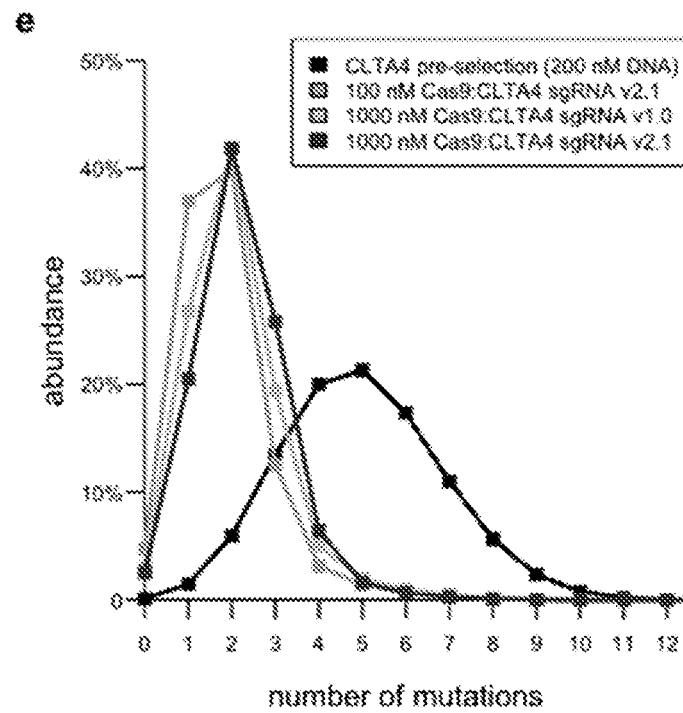 e
50%
40%
30%
20%
10%
0
CLTA4 pre-selection (200 nM DNA)
100 nM Cas9:CLTA4 sgRNA v2.1
1000 nM Cas9:CLTA4 sgRNA v1.0
1000 nM Cas9:CLTA4 sgRNA v2.1
abundance
0 1 2 3 4 5 6 7 8 9 10 11 12
number of mutations